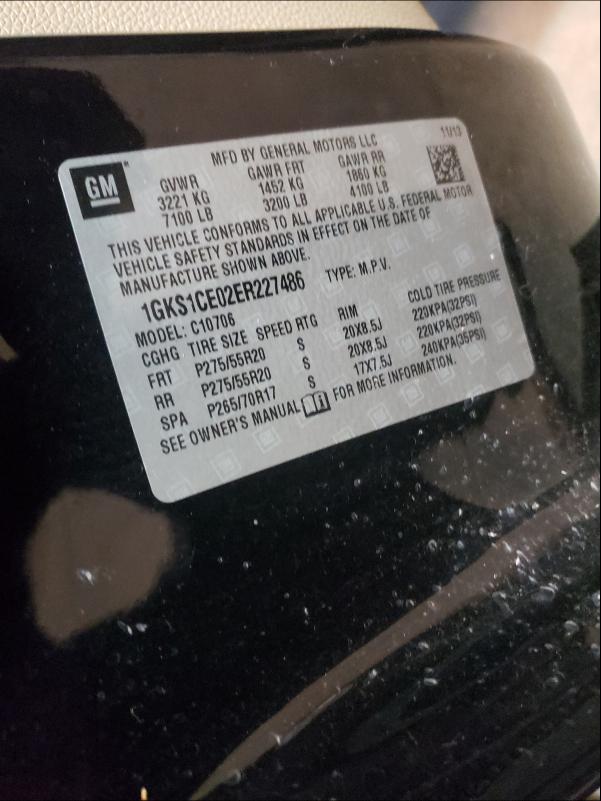 GM
MFD BY GENERAL MOTORS LLC 11/13
GVWR GAWR FRT GAWR RR
3221 KG 1452 KG 1860 KG
7100 LB 3200 LB 4100 LB
THIS VEHICLE CONFORMS TO ALL APPLICABLE U.S. FEDERAL MOTOR
VEHICLE SAFETY STANDARDS IN EFFECT ON THE DATE OF
MANUFACTURE SHOWN ABOVE.
1GKS1CE02ER227486 TYPE: M.P.V.
MODEL: C10706
CGHG TIRE SIZE SPEED RTG RIM COLD TIRE PRESSURE
FRT P275/55R20 S 20X8.5J 220KPA(32PSI)
RR P275/55R20 S 20X8.5J 220KPA(32PSI)
SPA P265/70R17 S 17X7.5J 240KPA(35PSI)
SEE OWNER'S MANUAL FOR MORE INFORMATION.